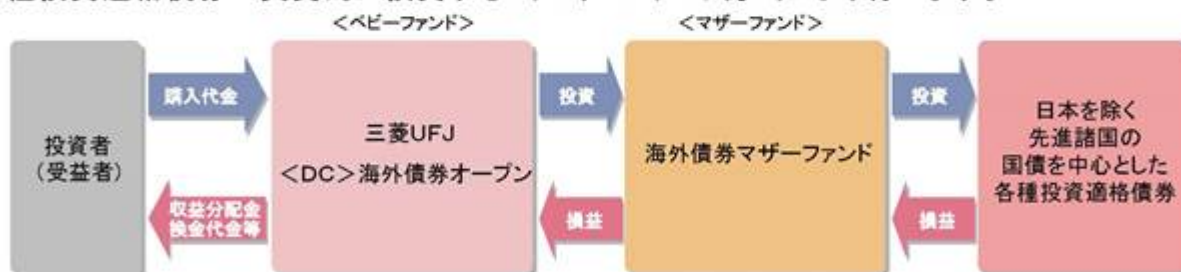 ＜ベビーファンド＞
＜マザーファンド＞
投資者
（受益者）
購入代金
収益分配金
換金代金等
三菱UFJ
＜DC＞海外債券オープン
投資
損益
海外債券マザーファンド
投資
損益
日本を除く
先進諸国の
国債を中心とした
各種投資適格債券